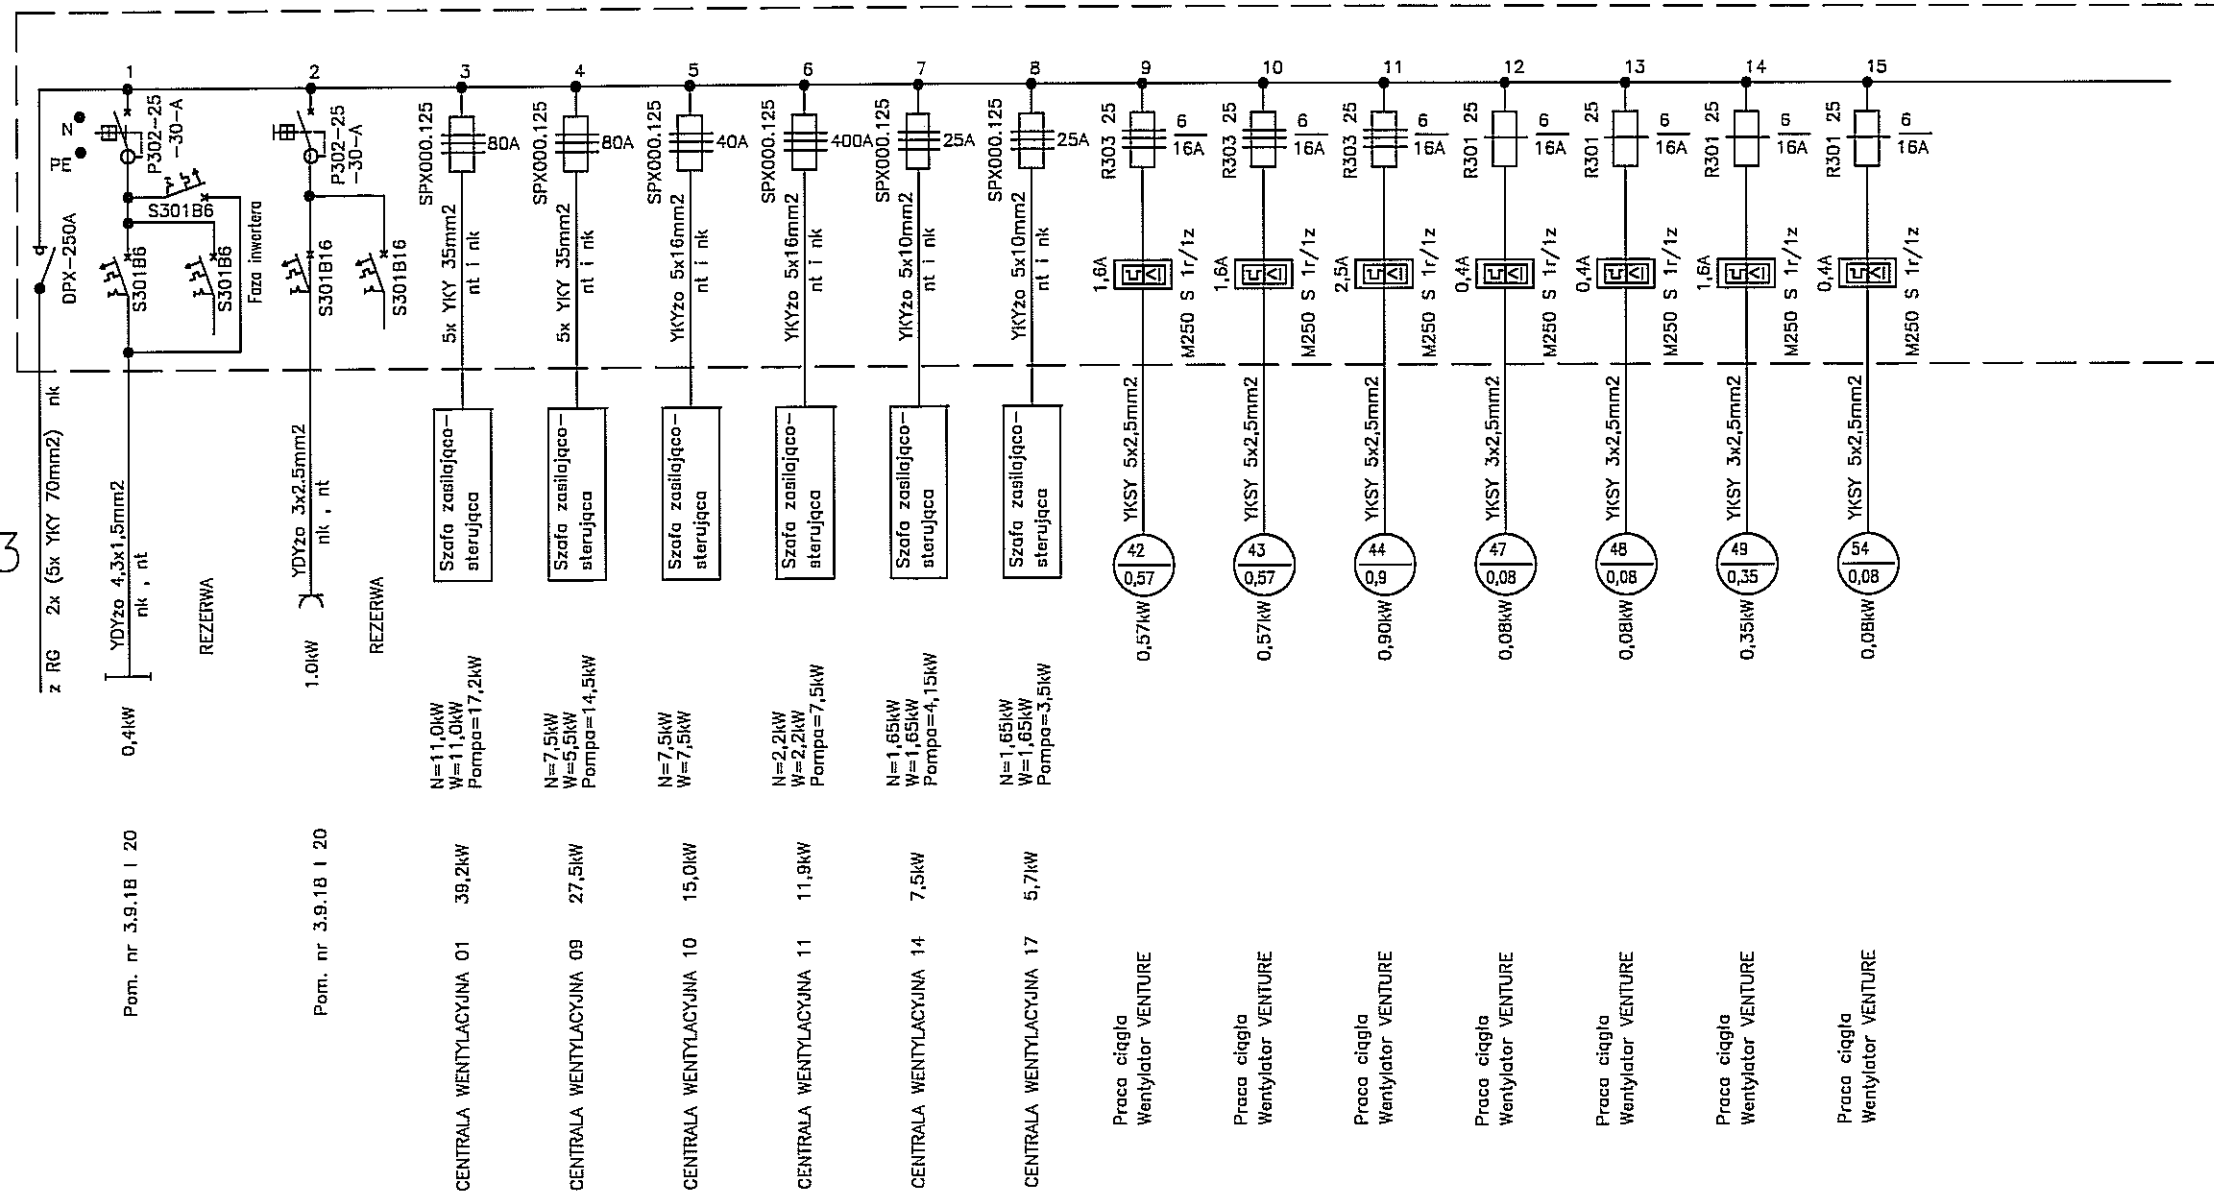 3
z RG 2x (5x YKY 70mm2) nk
DPX-250A
N
PE
1
P302-25
-30-A
S301B6
S301B6
S301B6
Faza inwertera
YDYżo 4,3x1,5mm2
nk , nt
REZERWA
0,4kW
Pom. nr 3.9.18 i 20
2
P302-25
-30-A
S301B16
S301B16
YDYżo 3x2.5mm2
nk , nt
REZERWA
1.0kW
Pom. nr 3.9.18 i 20
3
SPX000.125
80A
5x YKY 35mm2
nt i nk
Szafa zasilająco-
sterująca
N=11,0kW
W=11,0kW
Pompa=17,2kW
39,2kW
CENTRALA WENTYLACYJNA 01
4
SPX000.125
80A
5x YKY 35mm2
nt i nk
Szafa zasilająco-
sterująca
N=7,5kW
W=5,5kW
Pompa=14,5kW
27,5kW
CENTRALA WENTYLACYJNA 09
5
SPX000.125
40A
YKYżo 5x16mm2
nt i nk
Szafa zasilająco-
sterująca
N=7,5kW
W=7,5kW
15,0kW
CENTRALA WENTYLACYJNA 10
6
SPX000.125
400A
YKYżo 5x16mm2
nt i nk
Szafa zasilająco-
sterująca
N=2,2kW
W=2,2kW
Pompa=7,5kW
11,9kW
CENTRALA WENTYLACYJNA 11
7
SPX000.125
25A
YKYżo 5x10mm2
nt i nk
Szafa zasilająco-
sterująca
N=1,65kW
W=1,65kW
Pompa=4,15kW
7,5kW
CENTRALA WENTYLACYJNA 14
8
SPX000.125
25A
YKYżo 5x10mm2
nt i nk
Szafa zasilająco-
sterująca
N=1,65kW
W=1,65kW
Pompa=3,5kW
5,7kW
CENTRALA WENTYLACYJNA 17
9
R303 25
6
16A
1,6A
M250 S 1r/1z
YKSY 5x2,5mm2
42
0,57
0,57kW
Praca ciągła
Wentylator VENTURE
10
R303 25
6
16A
1,6A
M250 S 1r/1z
YKSY 5x2,5mm2
43
0,57
0,57kW
Praca ciągła
Wentylator VENTURE
11
R303 25
6
16A
2,5A
M250 S 1r/1z
YKSY 5x2,5mm2
44
0,9
0,90kW
Praca ciągła
Wentylator VENTURE
12
R301 25
6
16A
0,4A
M250 S 1r/1z
YKSY 3x2,5mm2
47
0,08
0,08kW
Praca ciągła
Wentylator VENTURE
13
R301 25
6
16A
0,4A
M250 S 1r/1z
YKSY 3x2,5mm2
48
0,08
0,08kW
Praca ciągła
Wentylator VENTURE
14
R301 25
6
16A
1,6A
M250 S 1r/1z
YKSY 3x2,5mm2
49
0,35
0,35kW
Praca ciągła
Wentylator VENTURE
15
R301 25
6
16A
0,4A
M250 S 1r/1z
YKSY 5x2,5mm2
54
0,08
0,08kW
Praca ciągła
Wentylator VENTURE